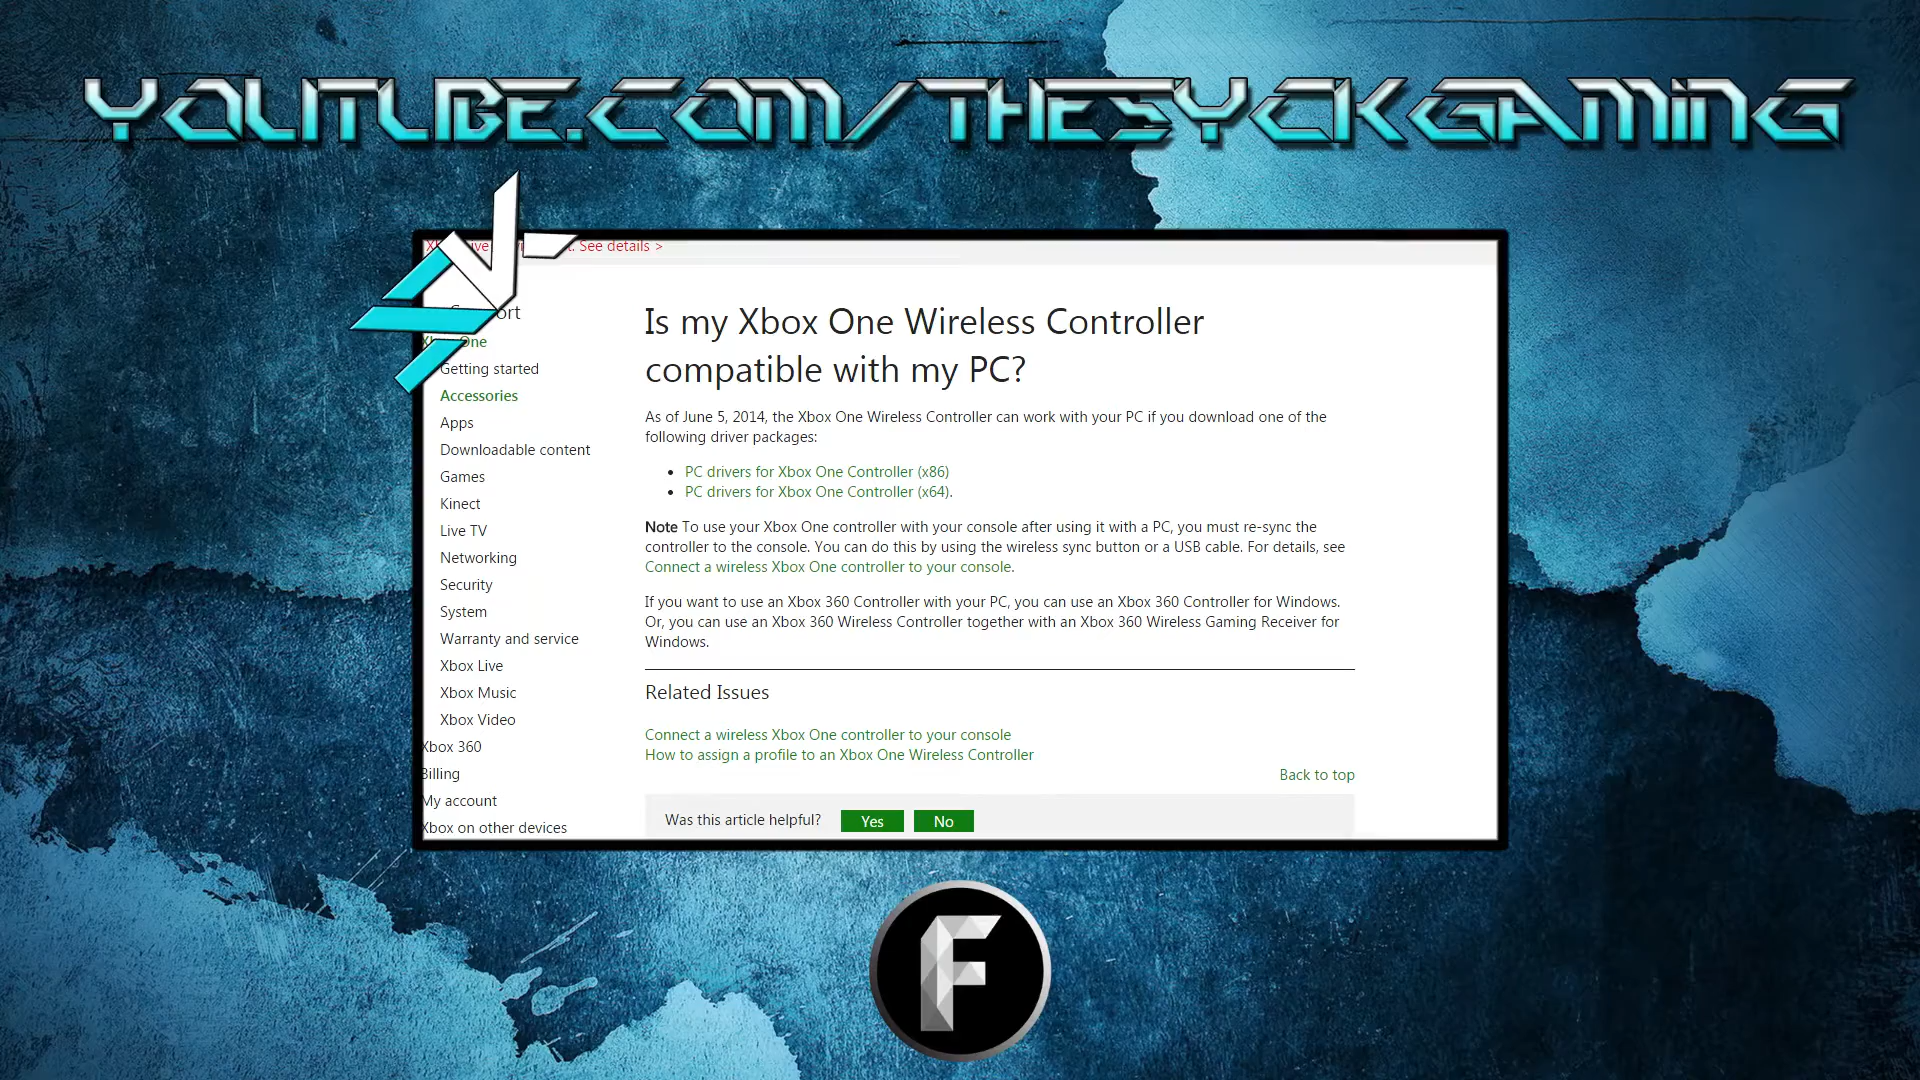 YOUTUBE.COM/THESYCKGAMING
See details >
Xbox One
Getting started
Accessories
Apps
Downloadable content
Games
Kinect
Live TV
Networking
Security
System
Warranty and service
Xbox Live
Xbox Music
Xbox Video
Xbox 360
Billing
My account
Xbox on other devices
Is my Xbox One Wireless Controller
compatible with my PC?
As of June 5, 2014, the Xbox One Wireless Controller can work with your PC if you download one of the
following driver packages:
• PC drivers for Xbox One Controller (x86)
• PC drivers for Xbox One Controller (x64).
Note To use your Xbox One controller with your console after using it with a PC, you must re-sync the
controller to the console. You can do this by using the wireless sync button or a USB cable. For details, see
Connect a wireless Xbox One controller to your console.
If you want to use an Xbox 360 Controller with your PC, you can use an Xbox 360 Controller for Windows.
Or, you can use an Xbox 360 Wireless Controller together with an Xbox 360 Wireless Gaming Receiver for
Windows.
Related Issues
Connect a wireless Xbox One controller to your console
How to assign a profile to an Xbox One Wireless Controller
Back to top
Was this article helpful? Yes No
F